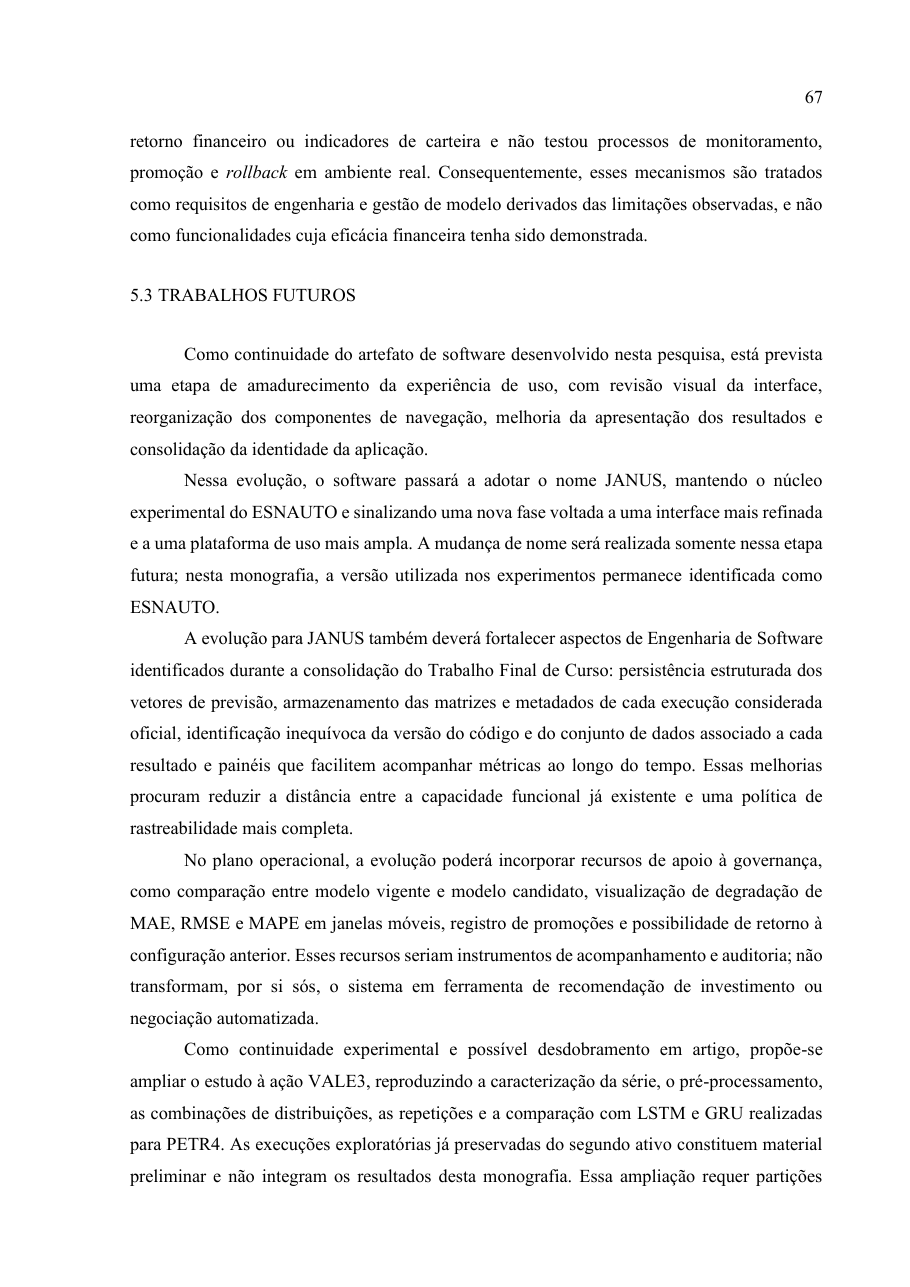 67
retorno financeiro ou indicadores de carteira e não testou processos de monitoramento,
promoção e rollback em ambiente real. Consequentemente, esses mecanismos são tratados
como requisitos de engenharia e gestão de modelo derivados das limitações observadas, e não
como funcionalidades cuja eficácia financeira tenha sido demonstrada.
5.3 TRABALHOS FUTUROS
Como continuidade do artefato de software desenvolvido nesta pesquisa, está prevista
uma etapa de amadurecimento da experiência de uso, com revisão visual da interface,
reorganização dos componentes de navegação, melhoria da apresentação dos resultados e
consolidação da identidade da aplicação.
Nessa evolução, o software passará a adotar o nome JANUS, mantendo o núcleo
experimental do ESNAUTO e sinalizando uma nova fase voltada a uma interface mais refinada
e a uma plataforma de uso mais ampla. A mudança de nome será realizada somente nessa etapa
futura; nesta monografia, a versão utilizada nos experimentos permanece identificada como
ESNAUTO.
A evolução para JANUS também deverá fortalecer aspectos de Engenharia de Software
identificados durante a consolidação do Trabalho Final de Curso: persistência estruturada dos
vetores de previsão, armazenamento das matrizes e metadados de cada execução considerada
oficial, identificação inequívoca da versão do código e do conjunto de dados associado a cada
resultado e painéis que facilitem acompanhar métricas ao longo do tempo. Essas melhorias
procuram reduzir a distância entre a capacidade funcional já existente e uma política de
rastreabilidade mais completa.
No plano operacional, a evolução poderá incorporar recursos de apoio à governança,
como comparação entre modelo vigente e modelo candidato, visualização de degradação de
MAE, RMSE e MAPE em janelas móveis, registro de promoções e possibilidade de retorno à
configuração anterior. Esses recursos seriam instrumentos de acompanhamento e auditoria; não
transformam, por si sós, o sistema em ferramenta de recomendação de investimento ou
negociação automatizada.
Como continuidade experimental e possível desdobramento em artigo, propõe-se
ampliar o estudo à ação VALE3, reproduzindo a caracterização da série, o pré-processamento,
as combinações de distribuições, as repetições e a comparação com LSTM e GRU realizadas
para PETR4. As execuções exploratórias já preservadas do segundo ativo constituem material
preliminar e não integram os resultados desta monografia. Essa ampliação requer partições